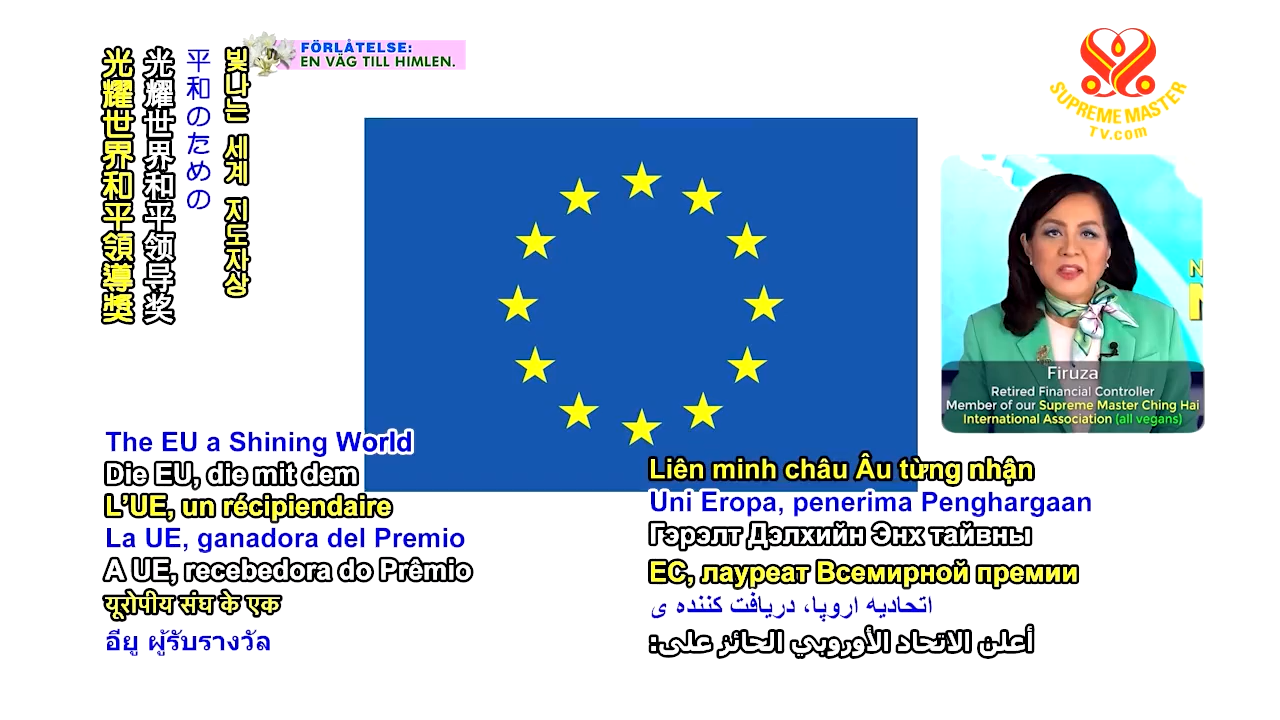 光耀世界和平領導獎
光耀世界和平领导奖
平和のための
빛나는 세계 지도자상
FÖRLÅTELSE:
EN VÄG TILL HIMLEN.
SUPREME MASTER
TV.com
N
N
Firuza
Retired Financial Controller
Member of our Supreme Master Ching Hai
International Association (all vegans)
The EU a Shining World
Die EU, die mit dem
L’UE, un récipiendaire
La UE, ganadora del Premio
A UE, recebedora do Prêmio
यूरोपीय संघ के एक
อียู ผู้รับรางวัล
Liên minh châu Âu từng nhận
Uni Eropa, penerima Penghargaan
Гэрэлт Дэлхийн Энх тайвны
ЕС, лауреат Всемирной премии
اتحادیه اروپا، دریافت کننده ی
أعلن الاتحاد الأوروبي الحائز على: